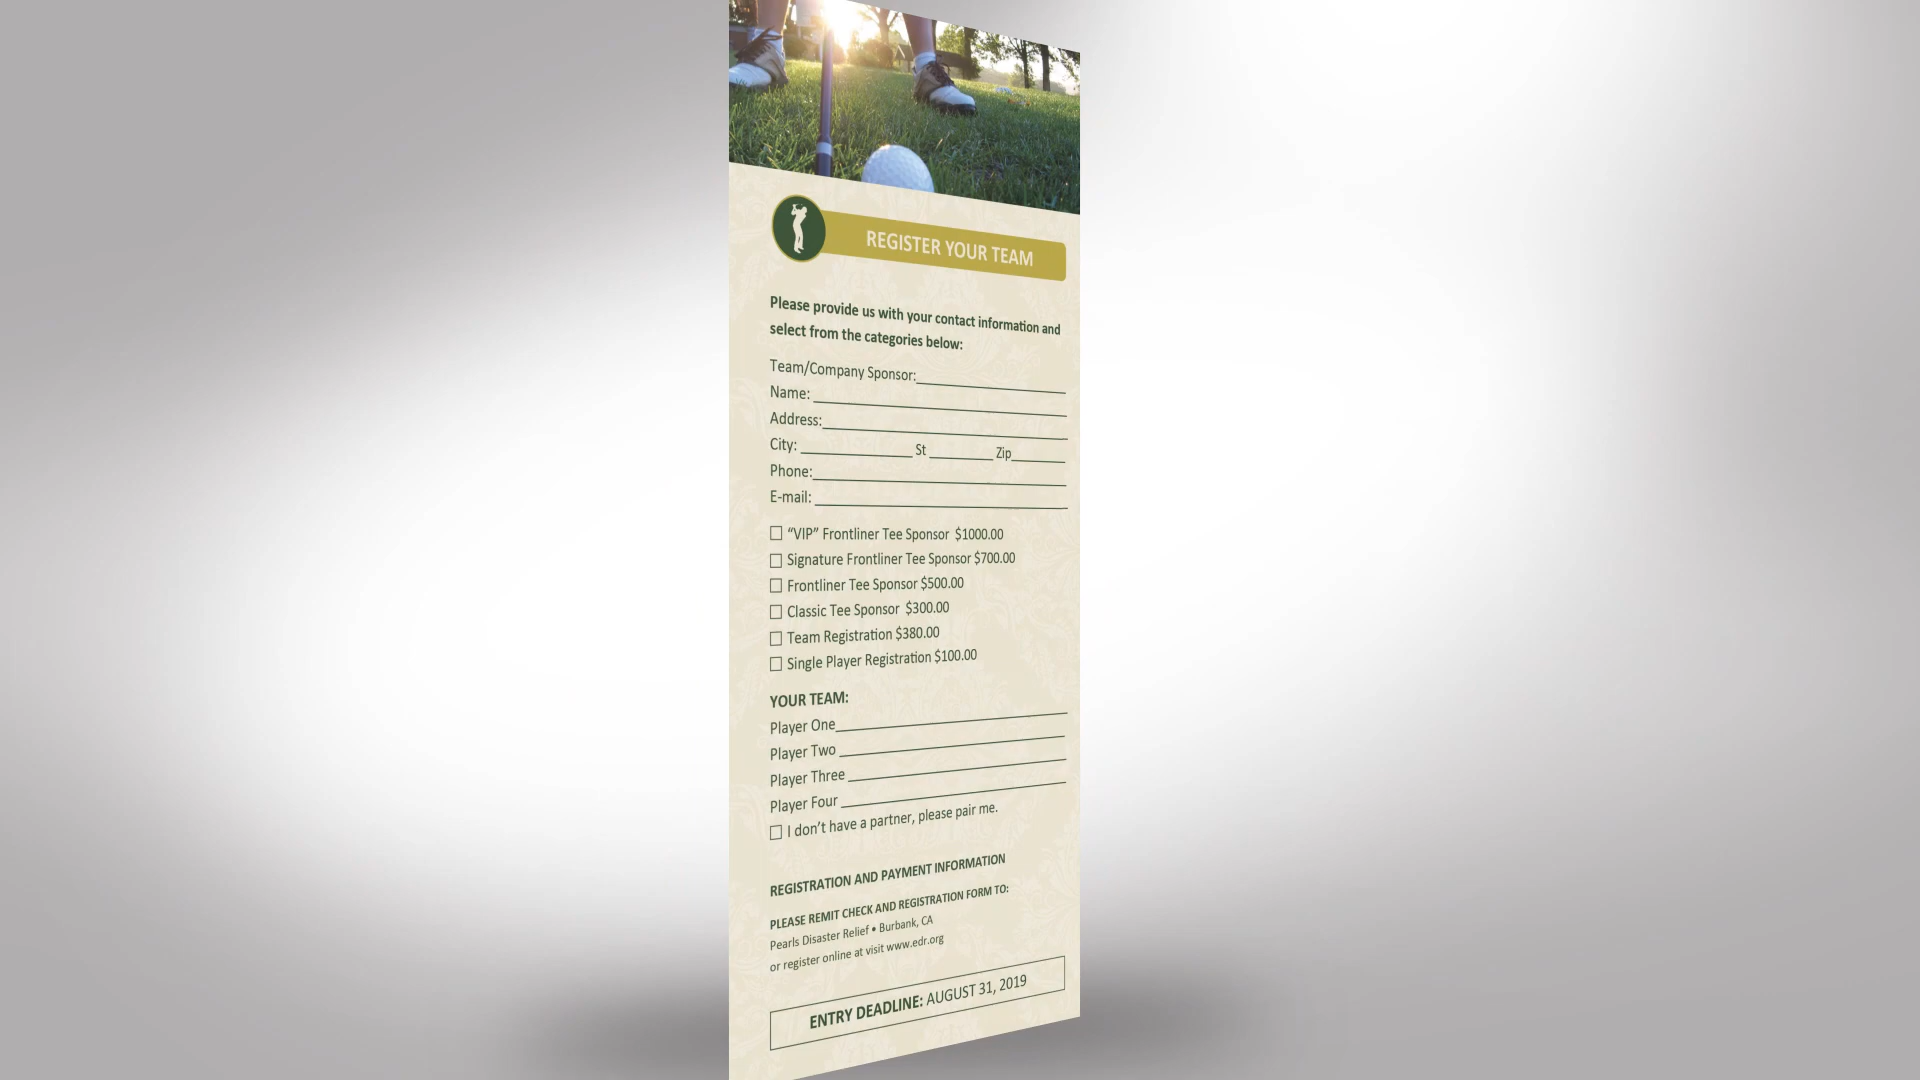 REGISTER YOUR TEAM
Please provide us with your contact information and
select from the categories below:
Team/Company Sponsor:
Name:
Address:
City: St Zip
Phone:
E-mail:
“VIP” Frontliner Tee Sponsor $1000.00
Signature Frontliner Tee Sponsor $700.00
Frontliner Tee Sponsor $500.00
Classic Tee Sponsor $300.00
Team Registration $380.00
Single Player Registration $100.00
YOUR TEAM:
Player One
Player Two
Player Three
Player Four
I don’t have a partner, please pair me.
REGISTRATION AND PAYMENT INFORMATION
PLEASE REMIT CHECK AND REGISTRATION FORM TO:
Pearls Disaster Relief • Burbank, CA
or register online at visit www.edr.org
ENTRY DEADLINE: AUGUST 31, 2019